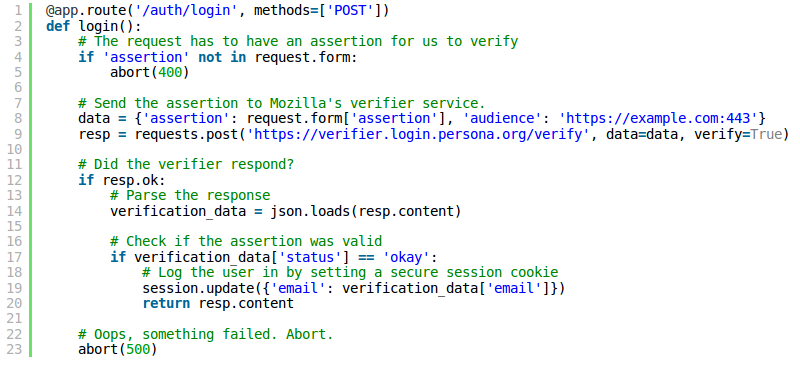 1 @app.route('/auth/login', methods=['POST'])
2 def login():
3     # The request has to have an assertion for us to verify
4     if 'assertion' not in request.form:
5         abort(400)
6
7     # Send the assertion to Mozilla's verifier service.
8     data = {'assertion': request.form['assertion'], 'audience': 'https://example.com:443'}
9     resp = requests.post('https://verifier.login.persona.org/verify', data=data, verify=True)
10
11     # Did the verifier respond?
12     if resp.ok:
13         # Parse the response
14         verification_data = json.loads(resp.content)
15
16         # Check if the assertion was valid
17         if verification_data['status'] == 'okay':
18             # Log the user in by setting a secure session cookie
19             session.update({'email': verification_data['email']})
20             return resp.content
21
22     # Oops, something failed. Abort.
23     abort(500)